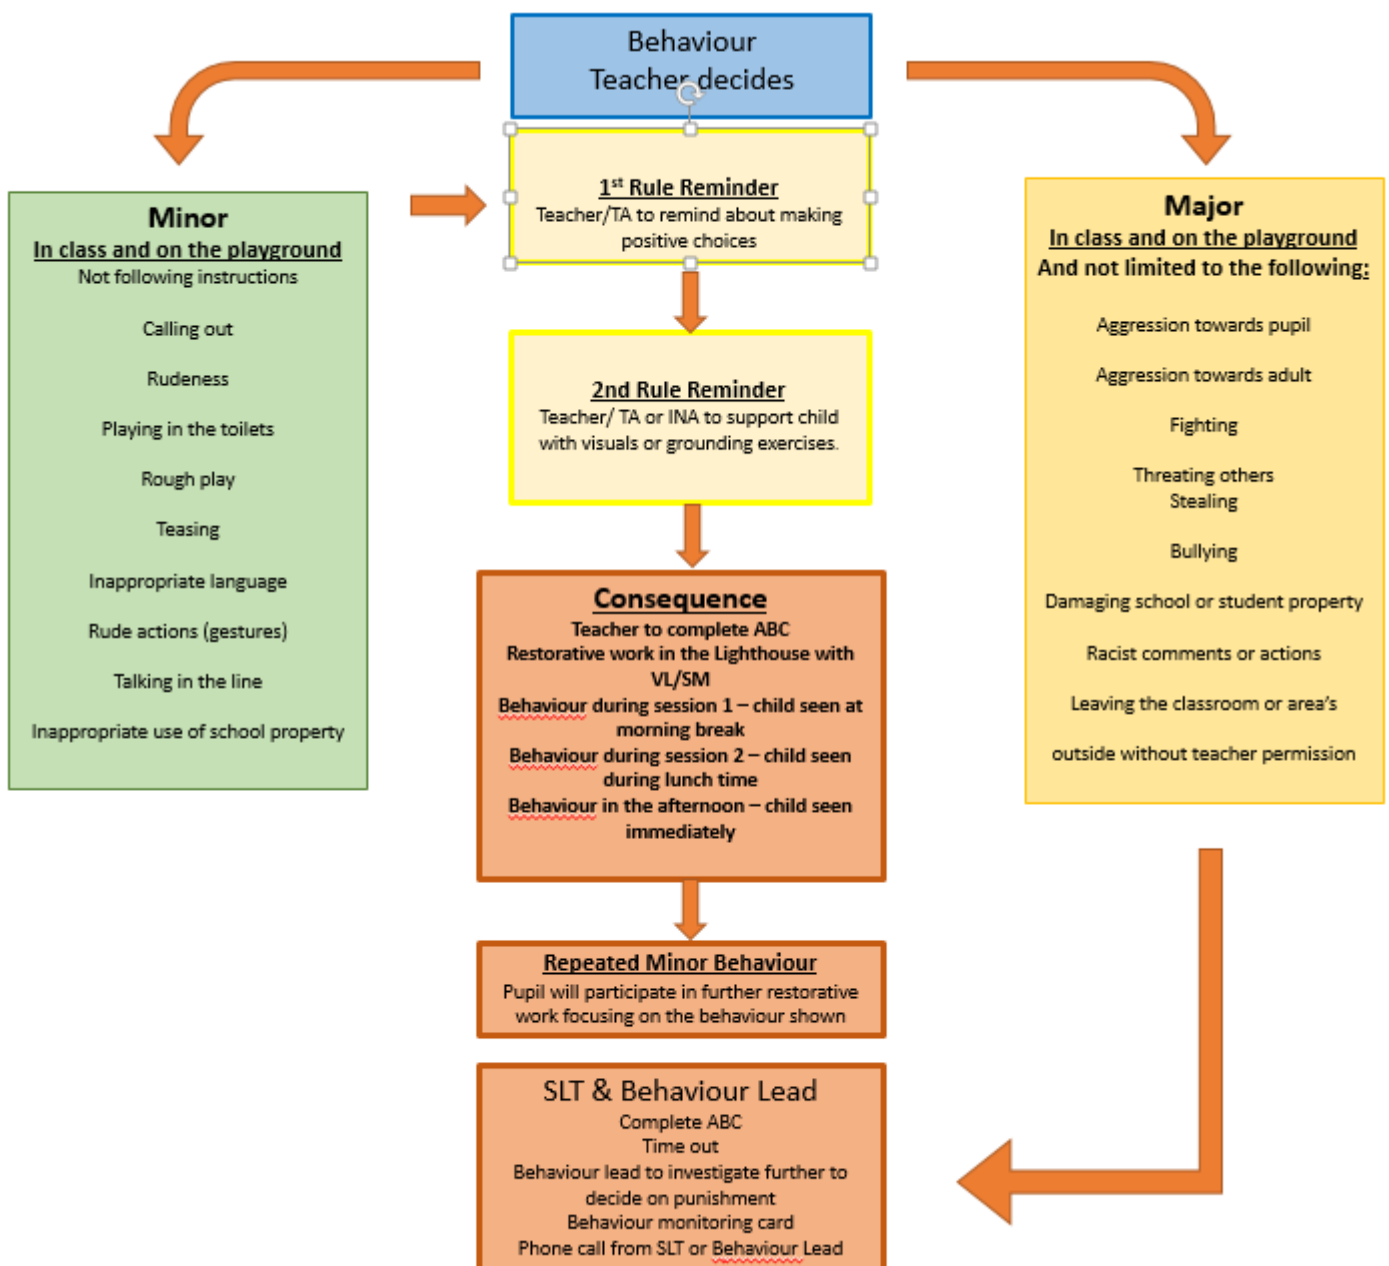 Behaviour
Teacher decides
Minor
In class and on the playground
Not following instructions
Calling out
Rudeness
Playing in the toilets
Rough play
Teasing
Inappropriate language
Rude actions (gestures)
Talking in the line
Inappropriate use of school property
1st Rule Reminder
Teacher/TA to remind about making
positive choices
2nd Rule Reminder
Teacher/ TA or INA to support child
with visuals or grounding exercises.
Consequence
Teacher to complete ABC
Restorative work in the Lighthouse with
VL/SM
Behaviour during session 1 – child seen at
morning break
Behaviour during session 2 – child seen
during lunch time
Behaviour in the afternoon – child seen
immediately
Repeated Minor Behaviour
Pupil will participate in further restorative
work focusing on the behaviour shown
Major
In class and on the playground
And not limited to the following:
Aggression towards pupil
Aggression towards adult
Fighting
Threating others
Stealing
Bullying
Damaging school or student property
Racist comments or actions
Leaving the classroom or area’s
outside without teacher permission
SLT & Behaviour Lead
Complete ABC
Time out
Behaviour lead to investigate further to
decide on punishment
Behaviour monitoring card
Phone call from SLT or Behaviour Lead